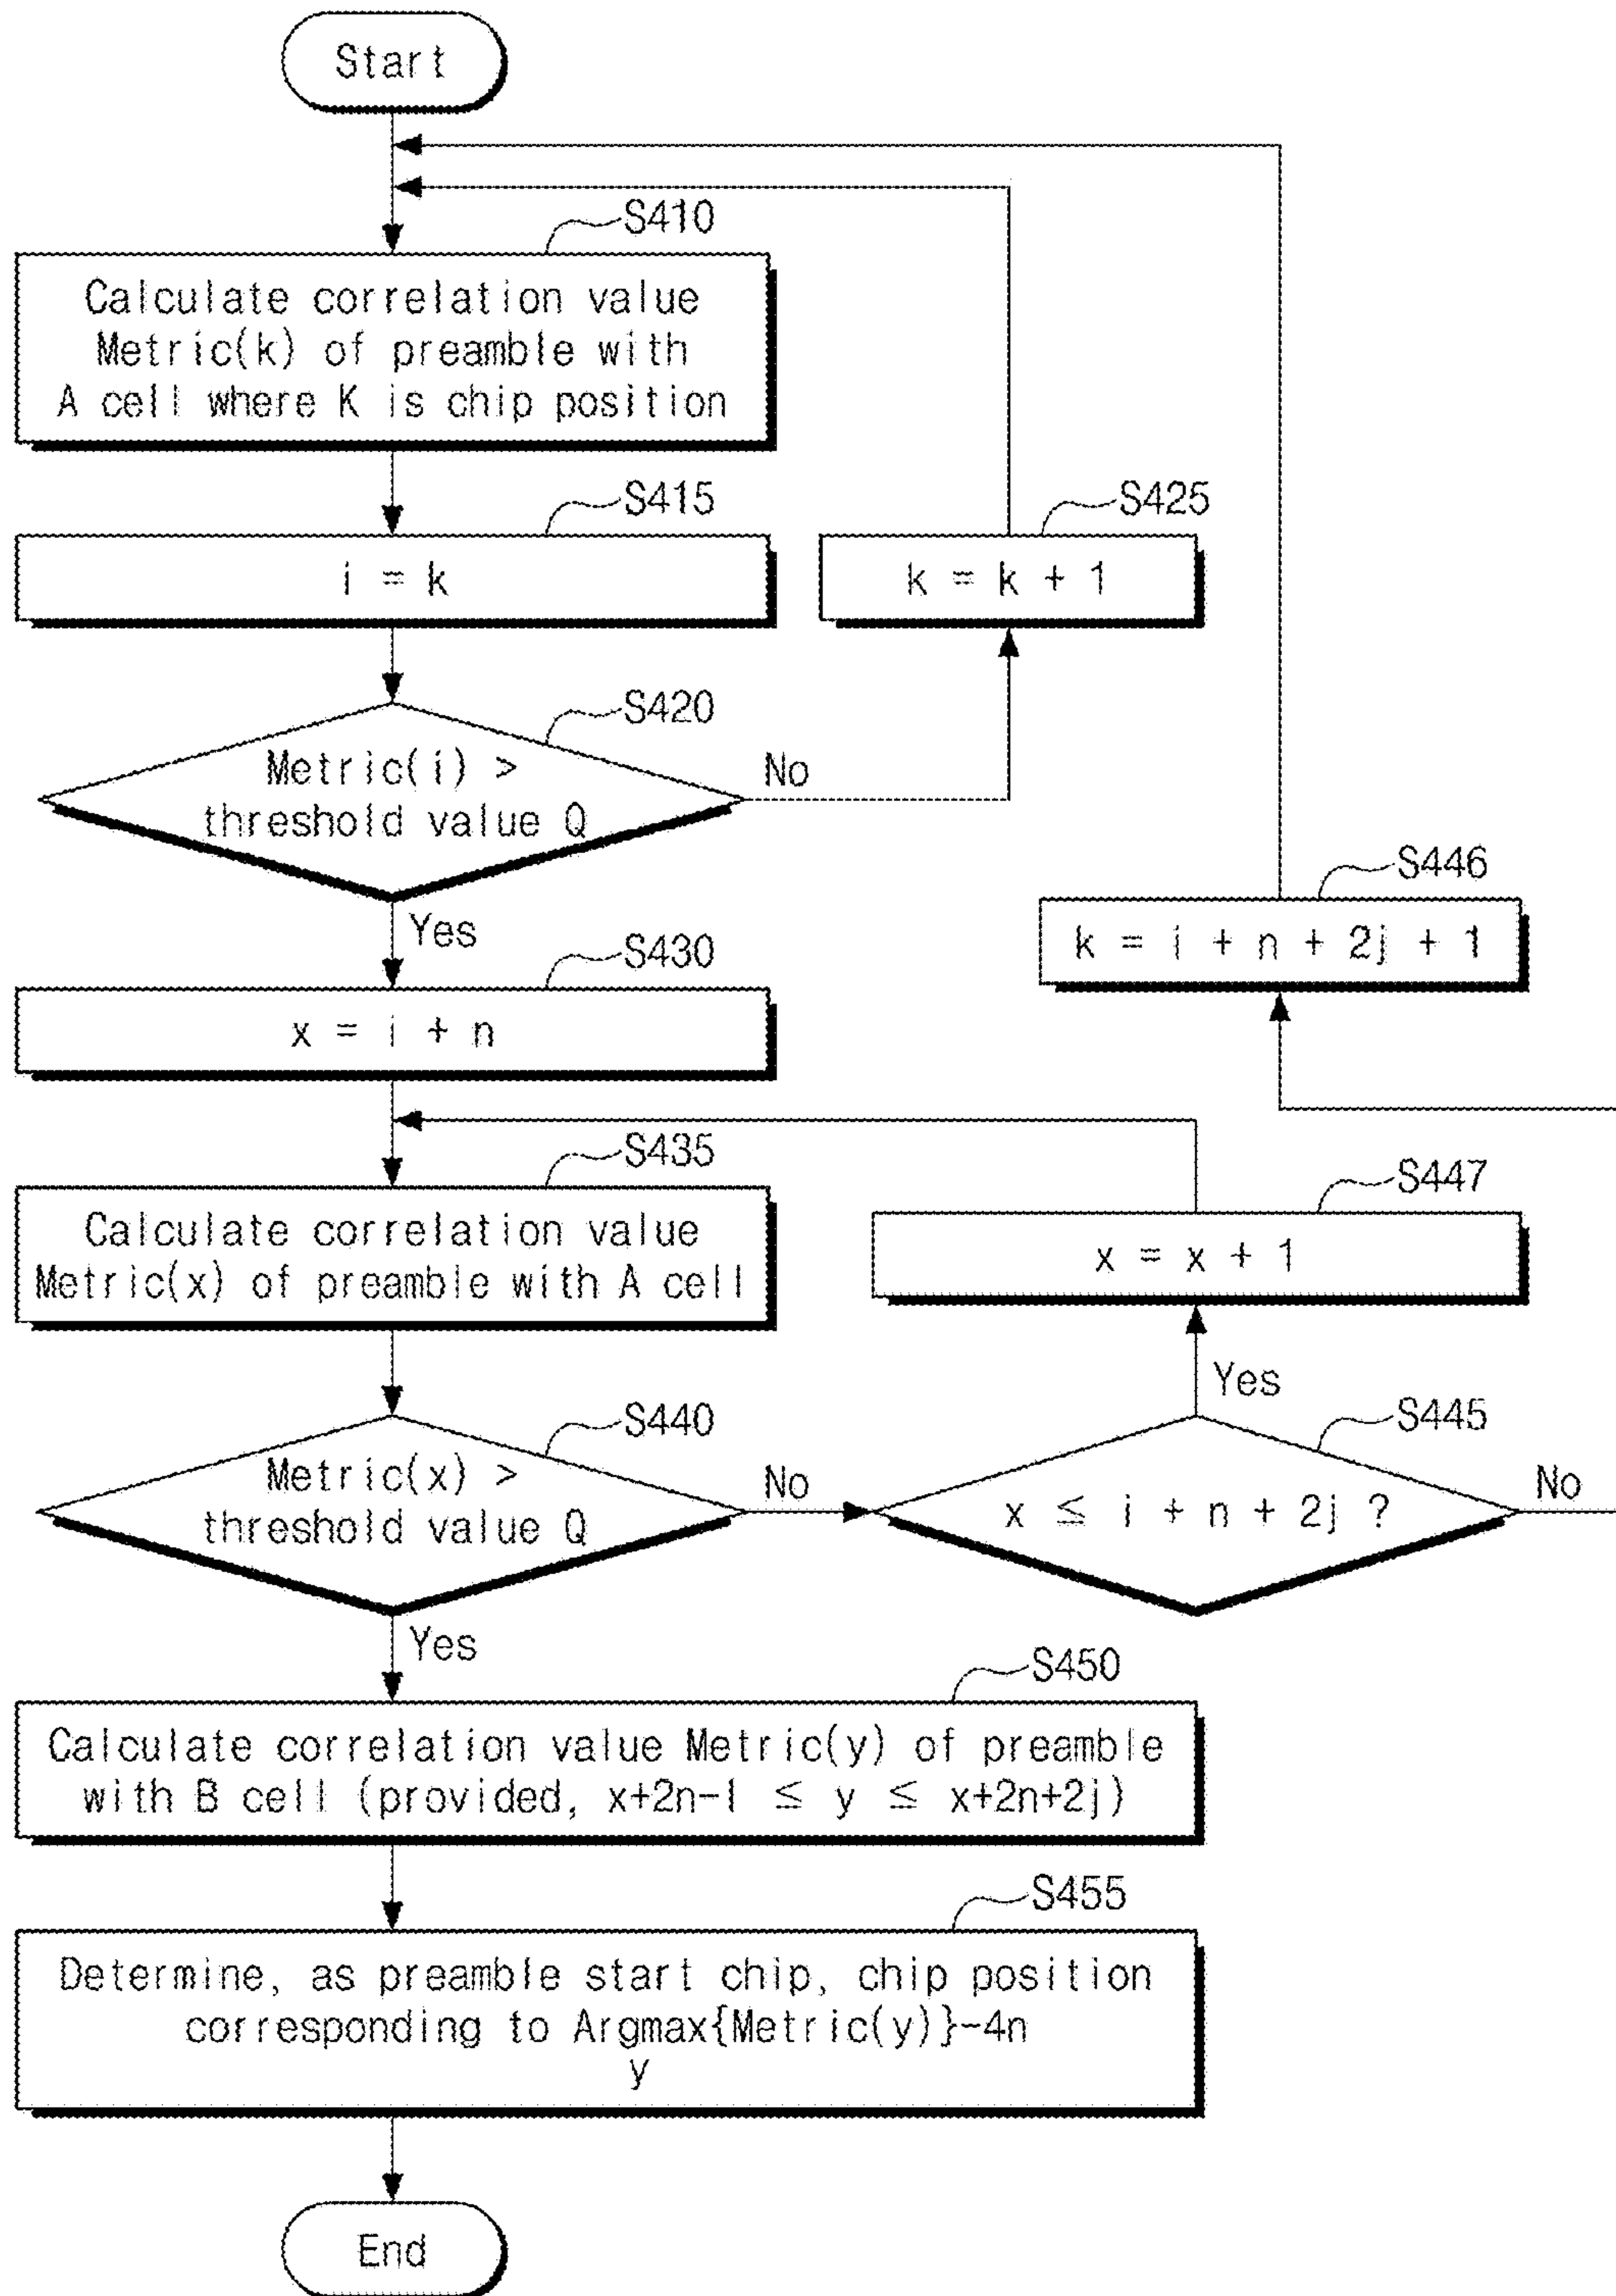 Start
S410
Calculate correlation value
Metric(k) of preamble with
A cell where K is chip position
S415
i = k
S425
k = k + 1
S420
Metric(i) >
threshold value Q
No
Yes
S446
k = i + n + 2j + 1
S430
x = i + n
S435
Calculate correlation value
Metric(x) of preamble with A cell
S447
x = x + 1
Yes
S440
Metric(x) >
threshold value Q
No
S445
x ≤ i + n + 2j ?
No
Yes
S450
Calculate correlation value Metric(y) of preamble
with B cell (provided, x+2n-1 ≤ y ≤ x+2n+2j)
S455
Determine, as preamble start chip, chip position
corresponding to Argmax{Metric(y)}-4n
y
End